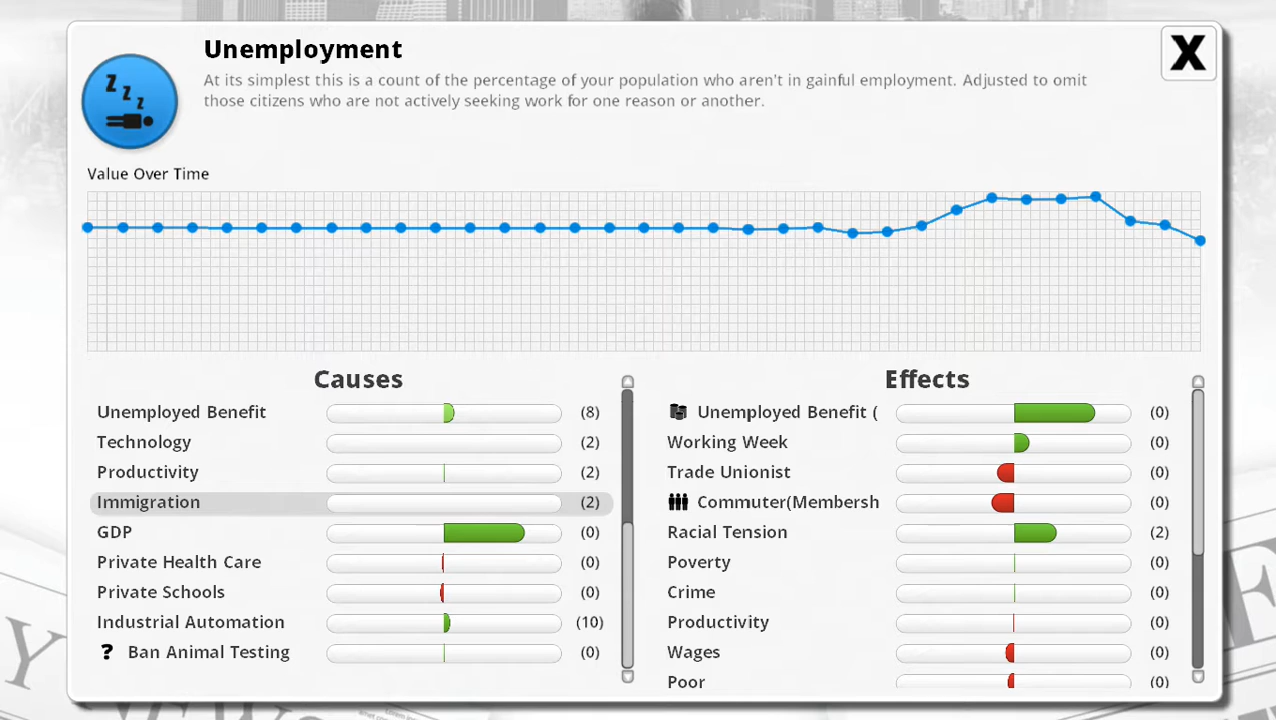 Unemployment
X
At its simplest this is a count of the percentage of your population who aren't in gainful employment. Adjusted to omit
those citizens who are not actively seeking work for one reason or another.
Value Over Time
Causes
Unemployed Benefit (8)
Technology (2)
Productivity (2)
Immigration (2)
GDP (0)
Private Health Care (0)
Private Schools (0)
Industrial Automation (10)
? Ban Animal Testing (0)
Effects
Unemployed Benefit ( (0)
Working Week (0)
Trade Unionist (0)
Commuter(Membersh (0)
Racial Tension (2)
Poverty (0)
Crime (0)
Productivity (0)
Wages (0)
Poor (0)